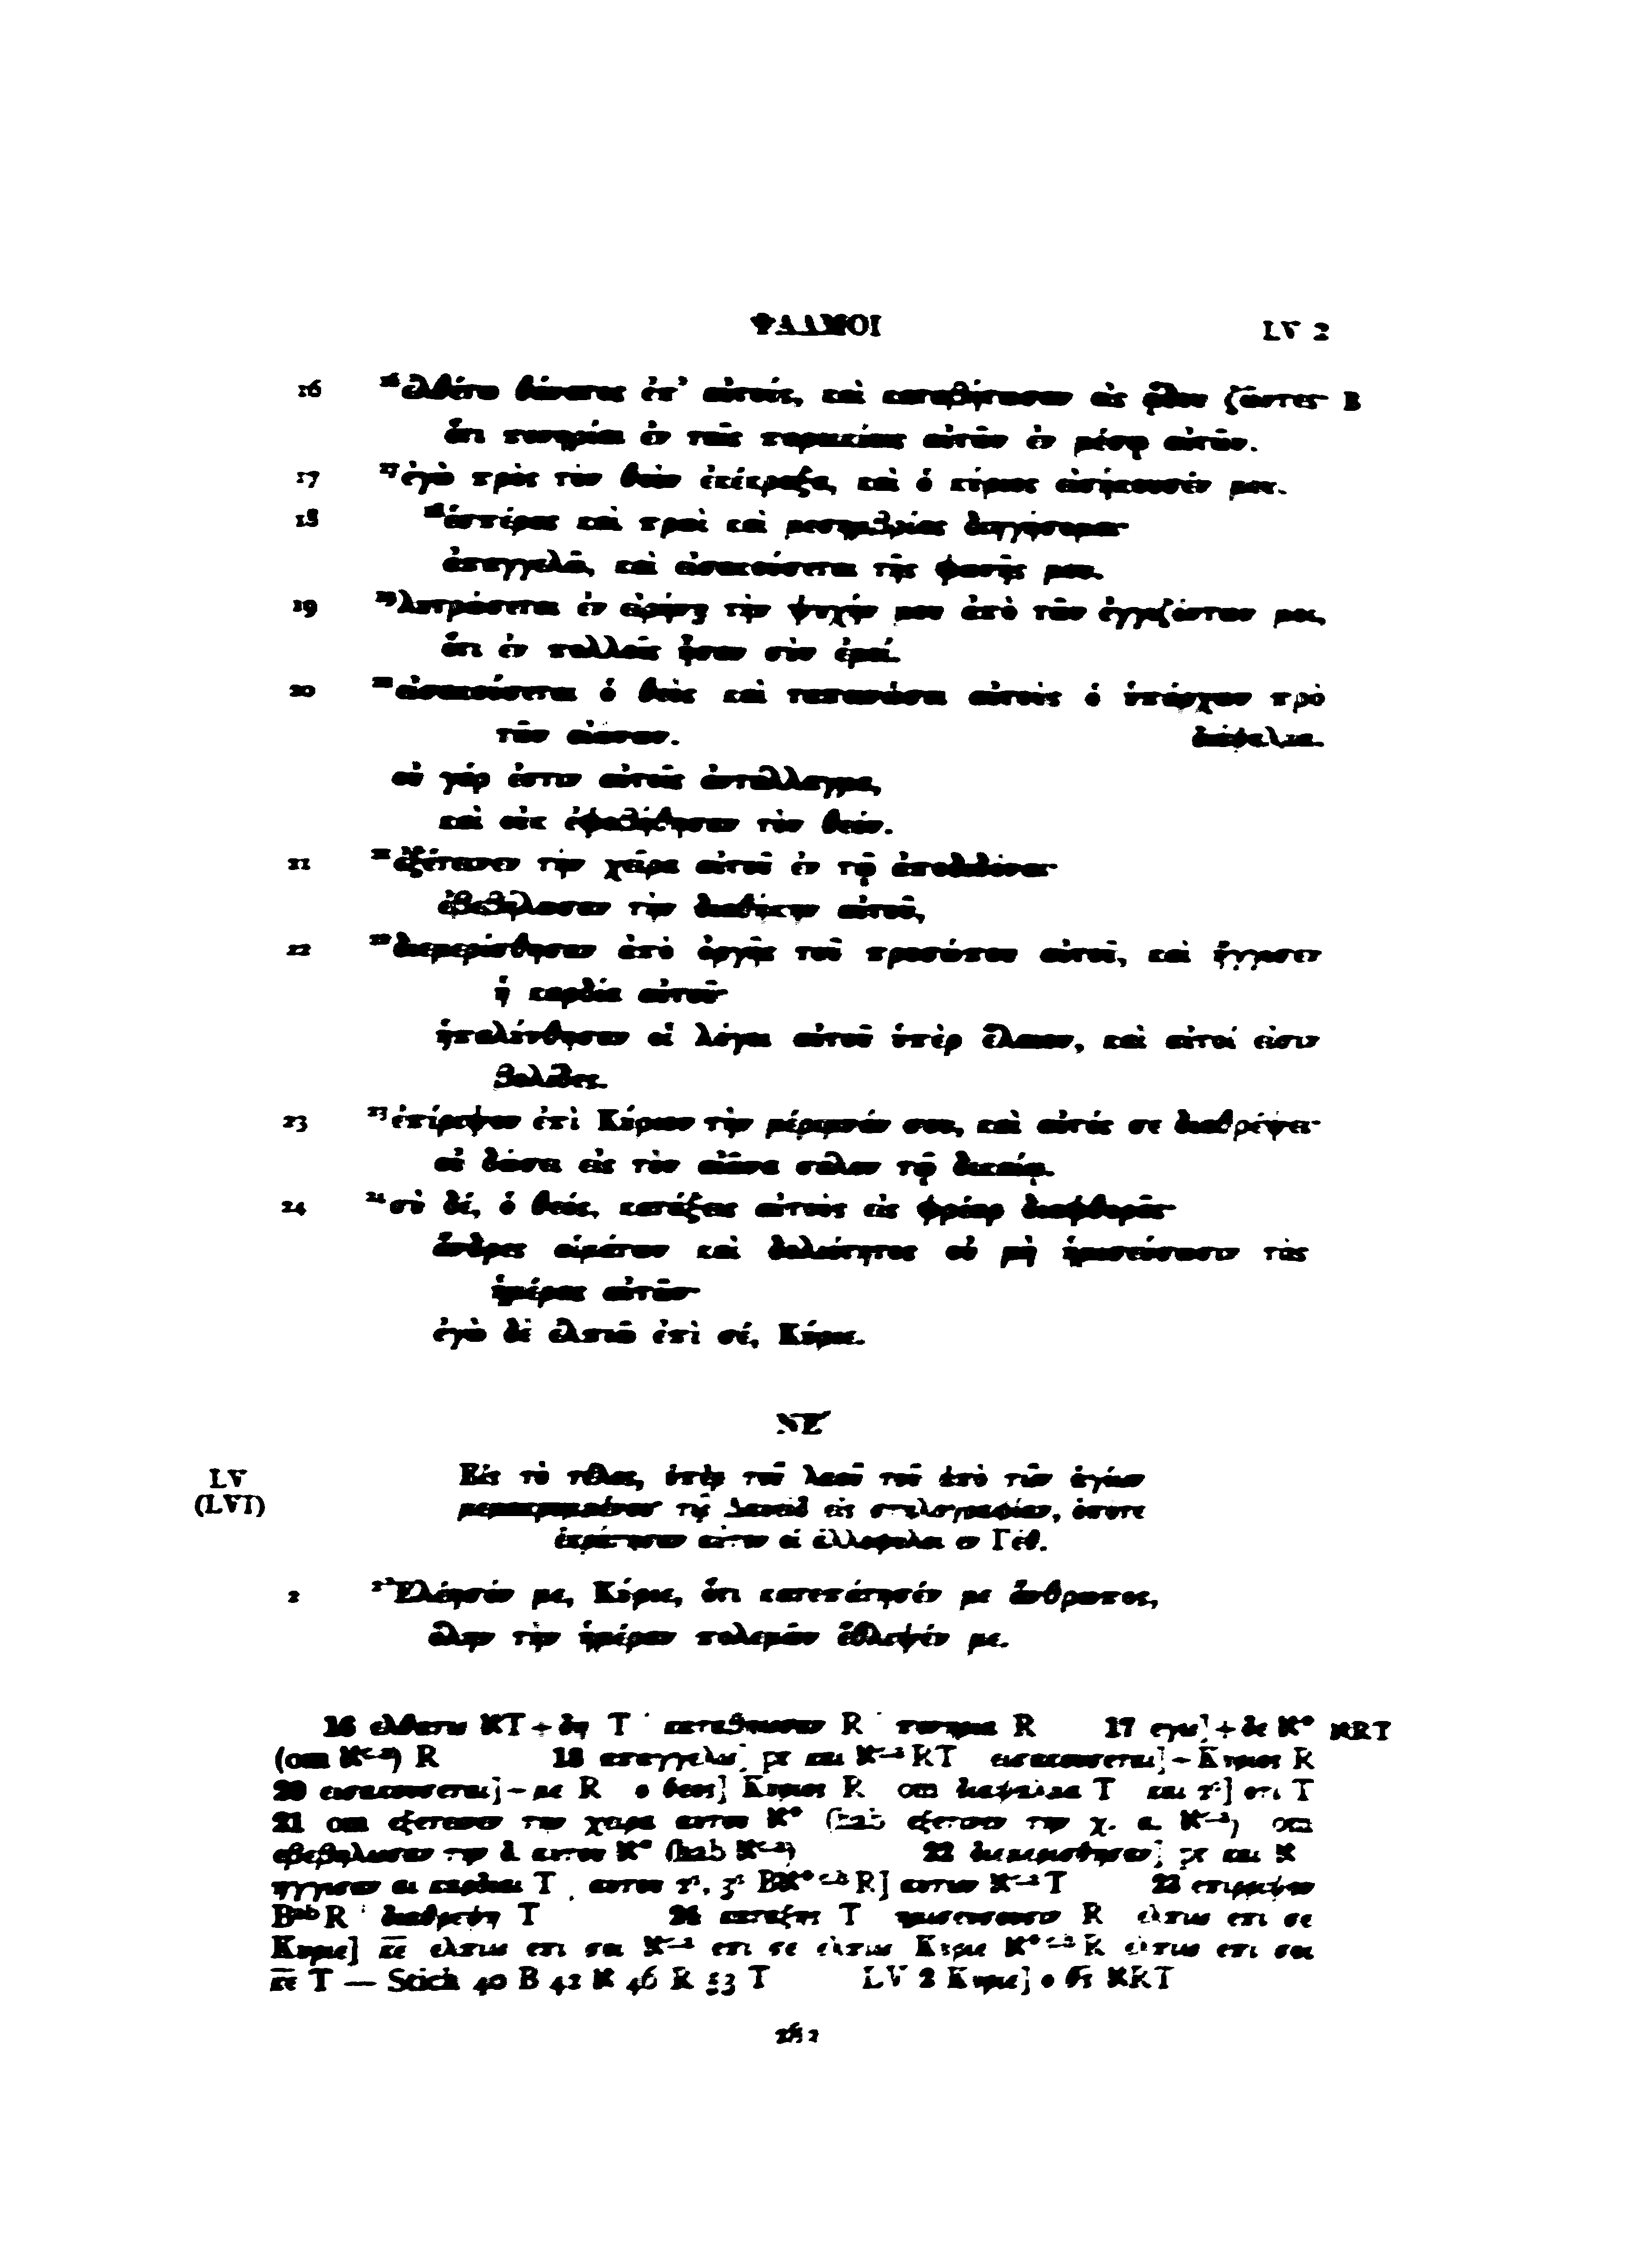 ΨΑΛΜΟΙ LV 2
16 ¹⁶ἐλθέτω θάνατος ἐπ' αὐτούς, καὶ καταβήτωσαν εἰς ᾅδου ζῶντες· B
ὅτι πονηρίαι ἐν ταῖς παροικίαις αὐτῶν ἐν μέσῳ αὐτῶν.
17 ¹⁷ἐγὼ πρὸς τὸν θεὸν ἐκέκραξα, καὶ ὁ κύριος εἰσήκουσέν μου.
18 ¹⁸ἑσπέρας καὶ πρωὶ καὶ μεσημβρίας διηγήσομαι·
ἀπαγγελῶ, καὶ εἰσακούσεται τῆς φωνῆς μου.
19 ¹⁹λυτρώσεται ἐν εἰρήνῃ τὴν ψυχήν μου ἀπὸ τῶν ἐγγιζόντων μοι,
ὅτι ἐν πολλοῖς ἦσαν σὺν ἐμοί.
20 ²⁰εἰσακούσεται ὁ θεὸς καὶ ταπεινώσει αὐτοὺς ὁ ὑπάρχων πρὸ
τῶν αἰώνων. διάψαλμα.
οὐ γάρ ἐστιν αὐτοῖς ἀντάλλαγμα,
καὶ οὐκ ἐφοβήθησαν τὸν θεόν.
21 ²¹ἐξέτεινεν τὴν χεῖρα αὐτοῦ ἐν τῷ ἀποδιδόναι·
ἐβεβήλωσαν τὴν διαθήκην αὐτοῦ,
22 ²²διεμερίσθησαν ἀπὸ ὀργῆς τοῦ προσώπου αὐτοῦ, καὶ ἤγγισεν
ἡ καρδία αὐτοῦ·
ἡπαλύνθησαν οἱ λόγοι αὐτοῦ ὑπὲρ ἔλαιον, καὶ αὐτοί εἰσιν
βολίδες.
23 ²³ἐπίριψον ἐπὶ Κύριον τὴν μέριμνάν σου, καὶ αὐτός σε διαθρέψει·
οὐ δώσει εἰς τὸν αἰῶνα σάλον τῷ δικαίῳ.
24 ²⁴σὺ δέ, ὁ θεός, κατάξεις αὐτοὺς εἰς φρέαρ διαφθορᾶς·
ἄνδρες αἱμάτων καὶ δολιότητος οὐ μὴ ἡμισεύσωσιν τὰς
ἡμέρας αὐτῶν·
ἐγὼ δὲ ἐλπιῶ ἐπὶ σέ, Κύριε.
ΝΕ´
LV Εἰς τὸ τέλος, ὑπὲρ τοῦ λαοῦ τοῦ ἀπὸ τῶν ἁγίων
(LVI) μεμακρυμμένου· τῷ Δαυεὶδ εἰς στηλογραφίαν, ὁπότε
ἐκράτησαν αὐτὸν οἱ ἀλλόφυλοι ἐν Γέθ.
2 ²Ἐλέησόν με, Κύριε, ὅτι κατεπάτησέν με ἄνθρωπος,
ὅλην τὴν ἡμέραν πολεμῶν ἔθλιψέν με.
16 ελθατω ℵT + δη T | καταβητωσαν R | πονηρια R 17 εγω] + δε ℵ* ℵRT
(om ℵᶜ·ᵃ) R 18 απαγγελω] pr και ℵᶜ·ᵃ RT εισακουσεται] + Κυριος R
20 εισακουσεται] + με R ο θεος] Κυριος R om διαψαλμα T και 2°] οτι T
21 om εξετεινεν την χειρα αυτου ℵ* (hab εξετεινεν την χ. α. ℵᶜ·ᵃ) om
εβεβηλωσαν την δ. αυτου ℵ* (hab ℵᶜ·ᵃ) 22 διεμερισθησαν] pr και ℵ
ηγγισαν αι καρδιαι T | αυτου 2°, 3° Bℵ* ᶜ·ᵇ R] αυτων ℵᶜ·ᵃ T 23 επιρριψον
Bᵃᵇ R | διαθρεψη T 24 καταξης T ημισευσουσιν R ελπιω επι σε
Κυριε] κ̅ε̅ ελπιω επι σοι ℵᶜ·ᵃ επι σε ελπιω Κυριε ℵ* ᶜ·ᵇ R ελπιω επι σοι
κ̅ε̅ T — Stich 40 B 42 ℵ 46 R 53 T LV 2 Κυριε] ο θ̅ς̅ ℵRT